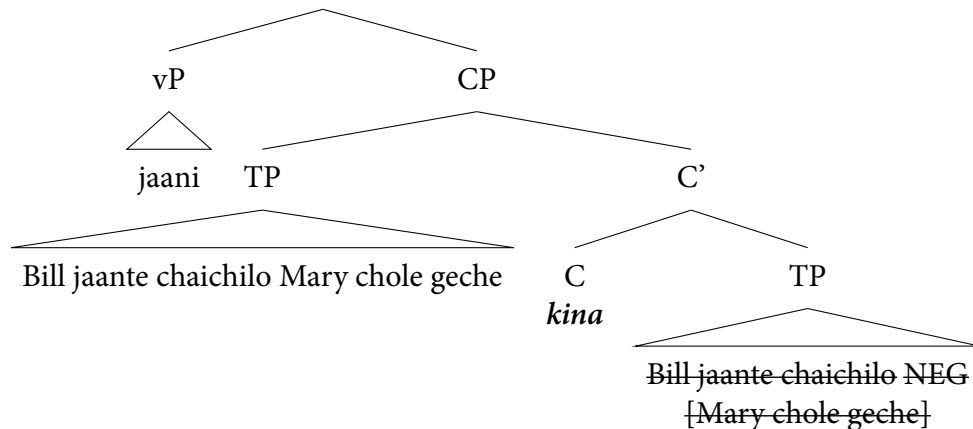 vP CP
jaani TP C’
Bill jaante chaichilo Mary chole geche C TP
kina
Bill jaante chaichilo NEG
[Mary chole geche]